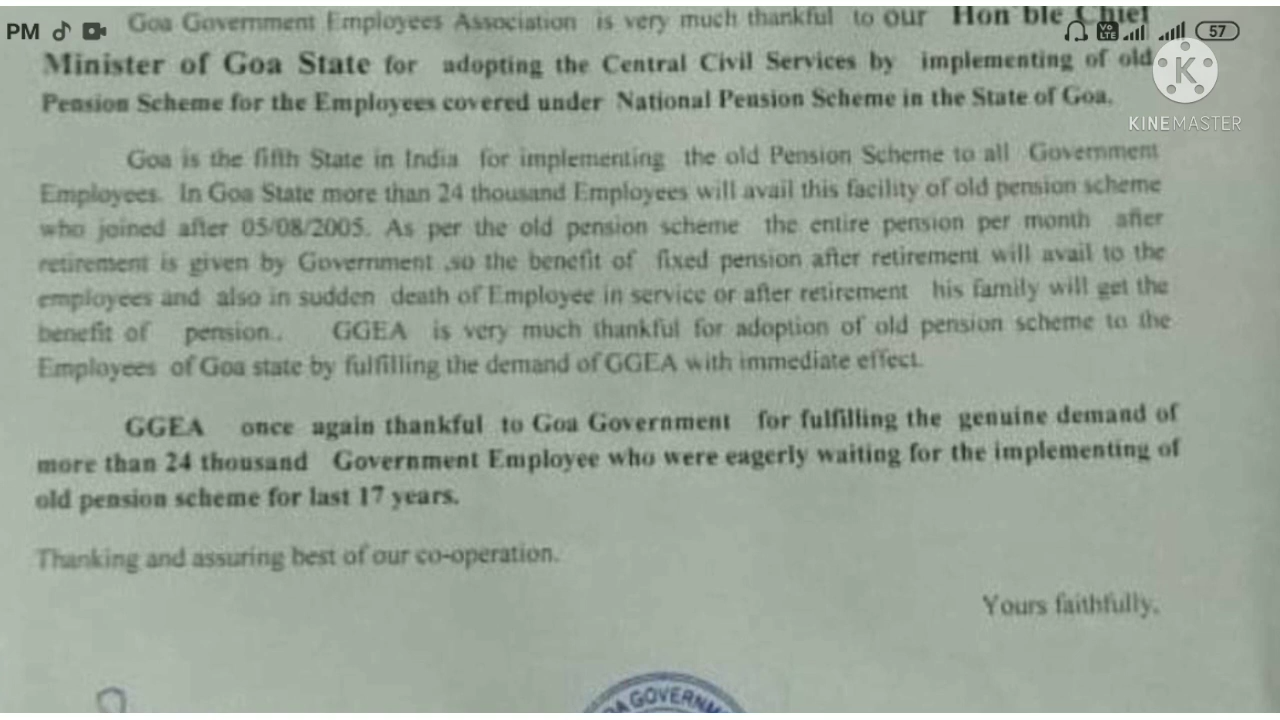 Goa Government Employees Association is very much thankful to our Hon'ble Chief
PM 57
Minister of Goa State for adopting the Central Civil Services by implementing of old
K
Pension Scheme for the Employees covered under National Pension Scheme in the State of Goa.
KINEMASTER
Goa is the fifth State in India for implementing the old Pension Scheme to all Government
Employees. In Goa State more than 24 thousand Employees will avail this facility of old pension scheme
who joined after 05/08/2005. As per the old pension scheme the entire pension per month after
retirement is given by Government ,so the benefit of fixed pension after retirement will avail to the
employees and also in sudden death of Employee in service or after retirement his family will get the
benefit of pension.. GGEA is very much thankful for adoption of old pension scheme to the
Employees of Goa state by fulfilling the demand of GGEA with immediate effect.
GGEA once again thankful to Goa Government for fulfilling the genuine demand of
more than 24 thousand Government Employee who were eagerly waiting for the implementing of
old pension scheme for last 17 years.
Thanking and assuring best of our co-operation.
Yours faithfully,